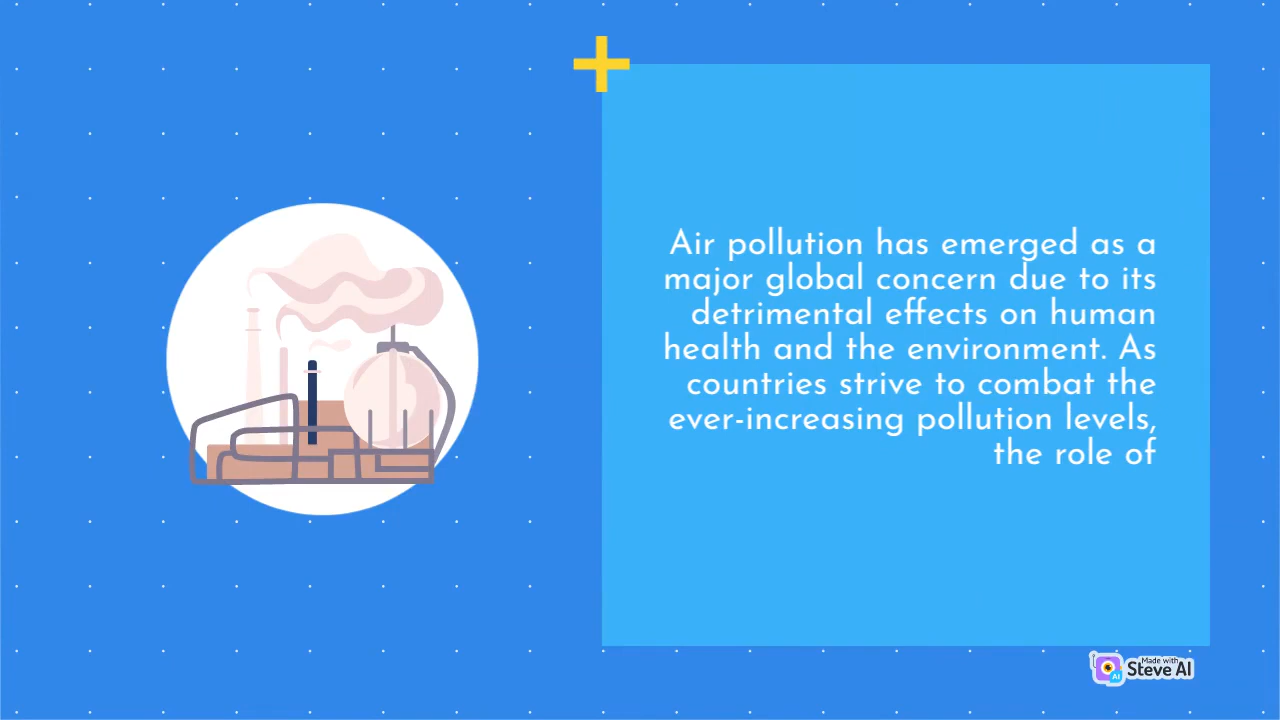 Air pollution has emerged as a
major global concern due to its
detrimental effects on human
health and the environment. As
countries strive to combat the
ever-increasing pollution levels,
the role of
Made with
Steve AI
AI